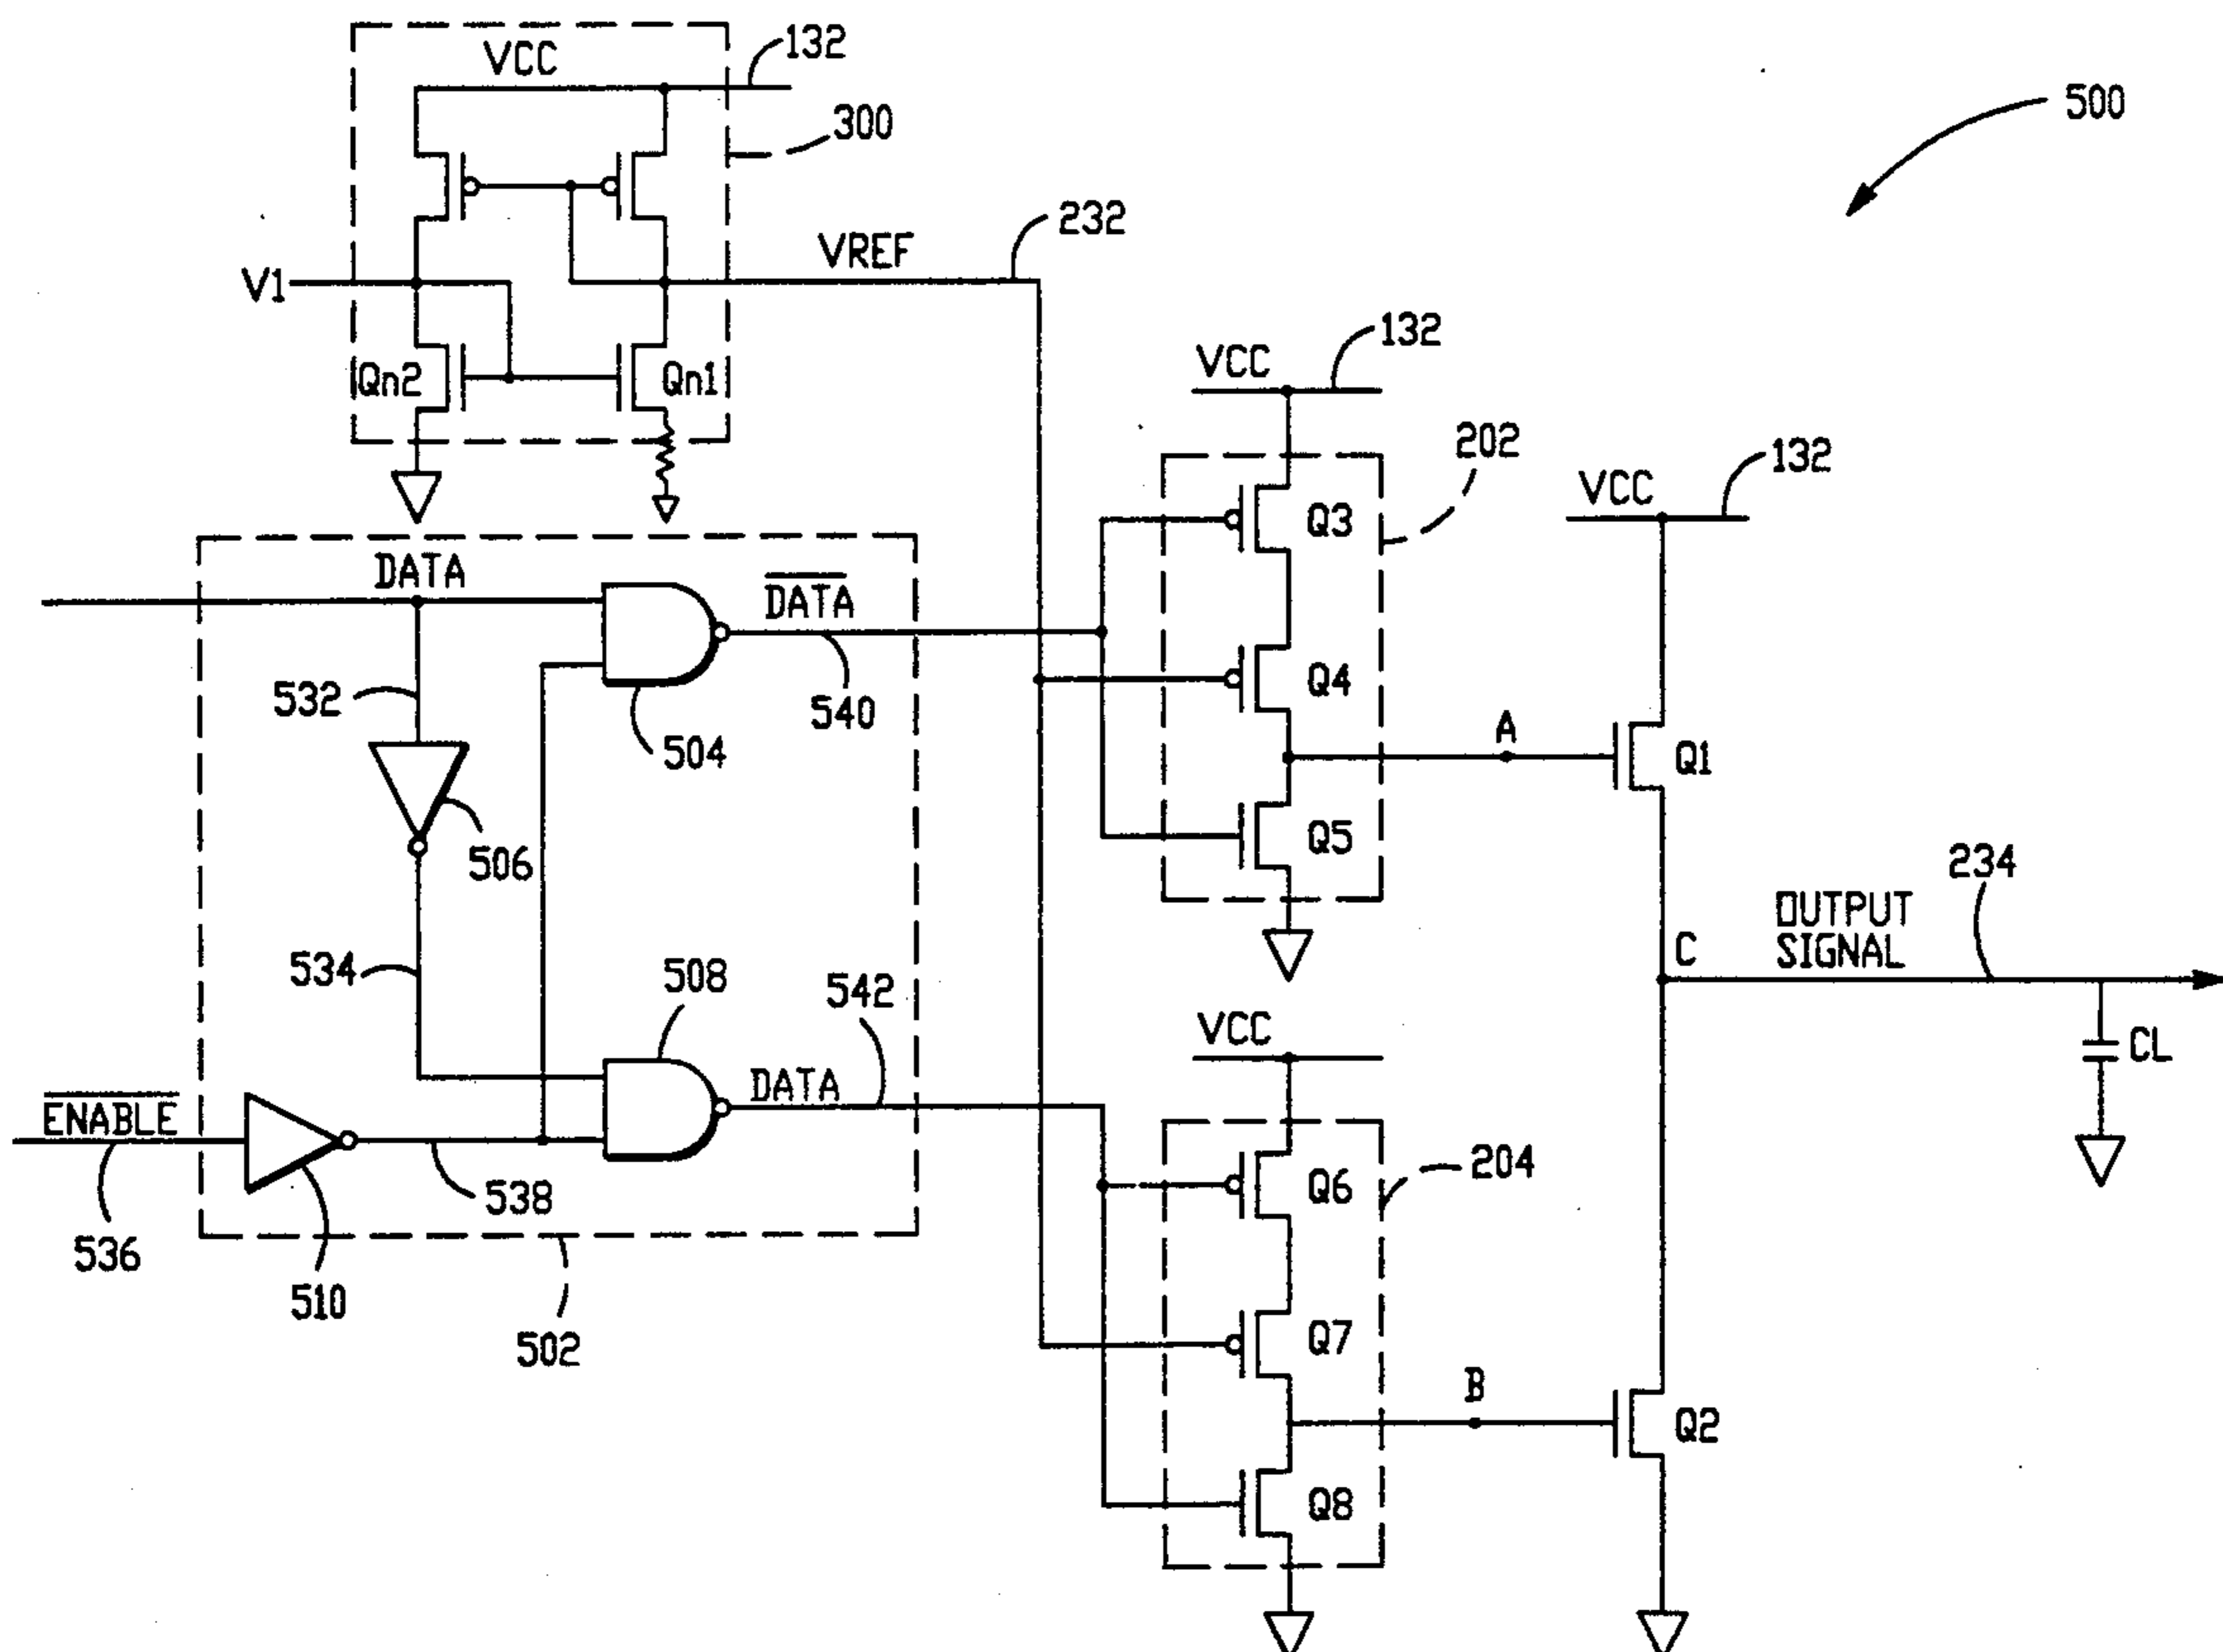 VCC
132
300
500
V1
VREF
232
Qn2
Qn1
VCC
132
202
VCC
132
Q3
DATA
DATA
532
504
540
Q4
A
Q1
506
Q5
234
OUTPUT
SIGNAL
C
534
508
542
VCC
CL
ENABLE
DATA
536
538
510
502
Q6
204
Q7
B
Q2
Q8